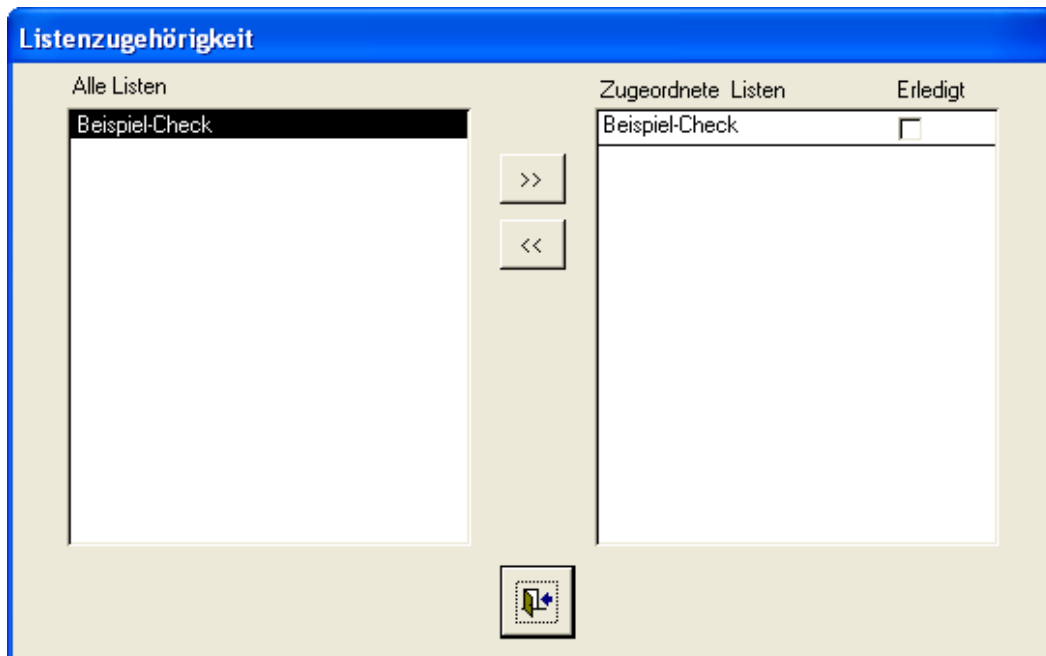 Listenzugehörigkeit
Alle Listen
Zugeordnete Listen Erledigt
Beispiel-Check
Beispiel-Check
>>
<<